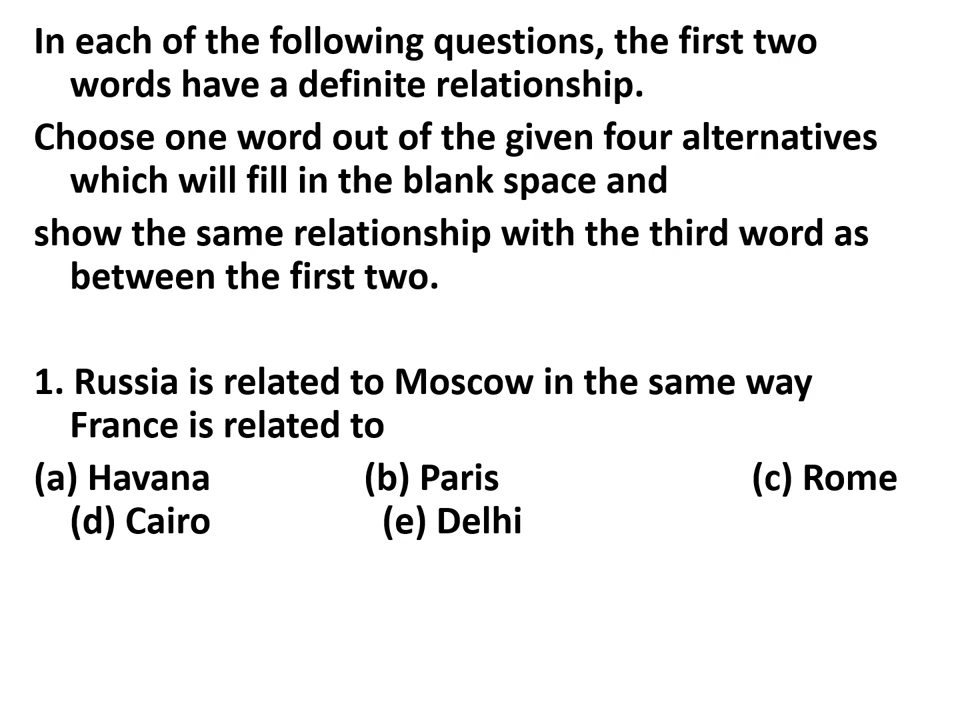 In each of the following questions, the first two
words have a definite relationship.
Choose one word out of the given four alternatives
which will fill in the blank space and
show the same relationship with the third word as
between the first two.
1. Russia is related to Moscow in the same way
France is related to
(a) Havana (b) Paris (c) Rome
(d) Cairo (e) Delhi